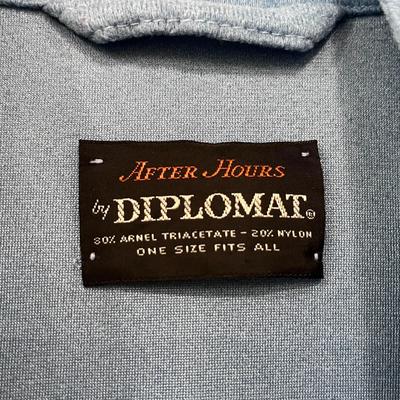 AFTER HOURS
by DIPLOMAT®
80% ARNEL TRIACETATE - 20% NYLON
ONE SIZE FITS ALL